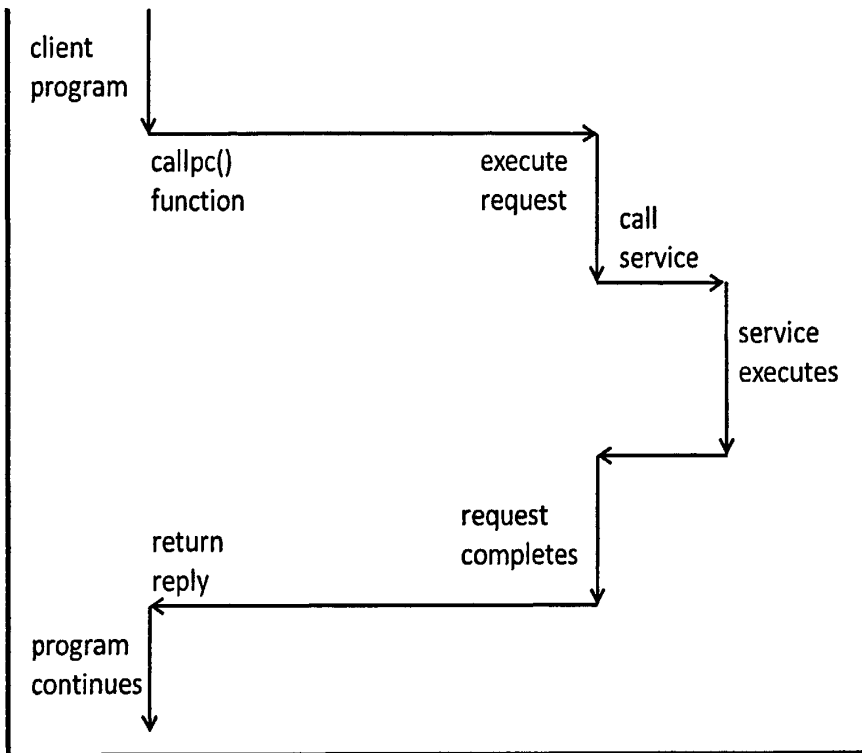 client
program
callpc()
function
execute
request
call
service
service
executes
request
completes
return
reply
program
continues